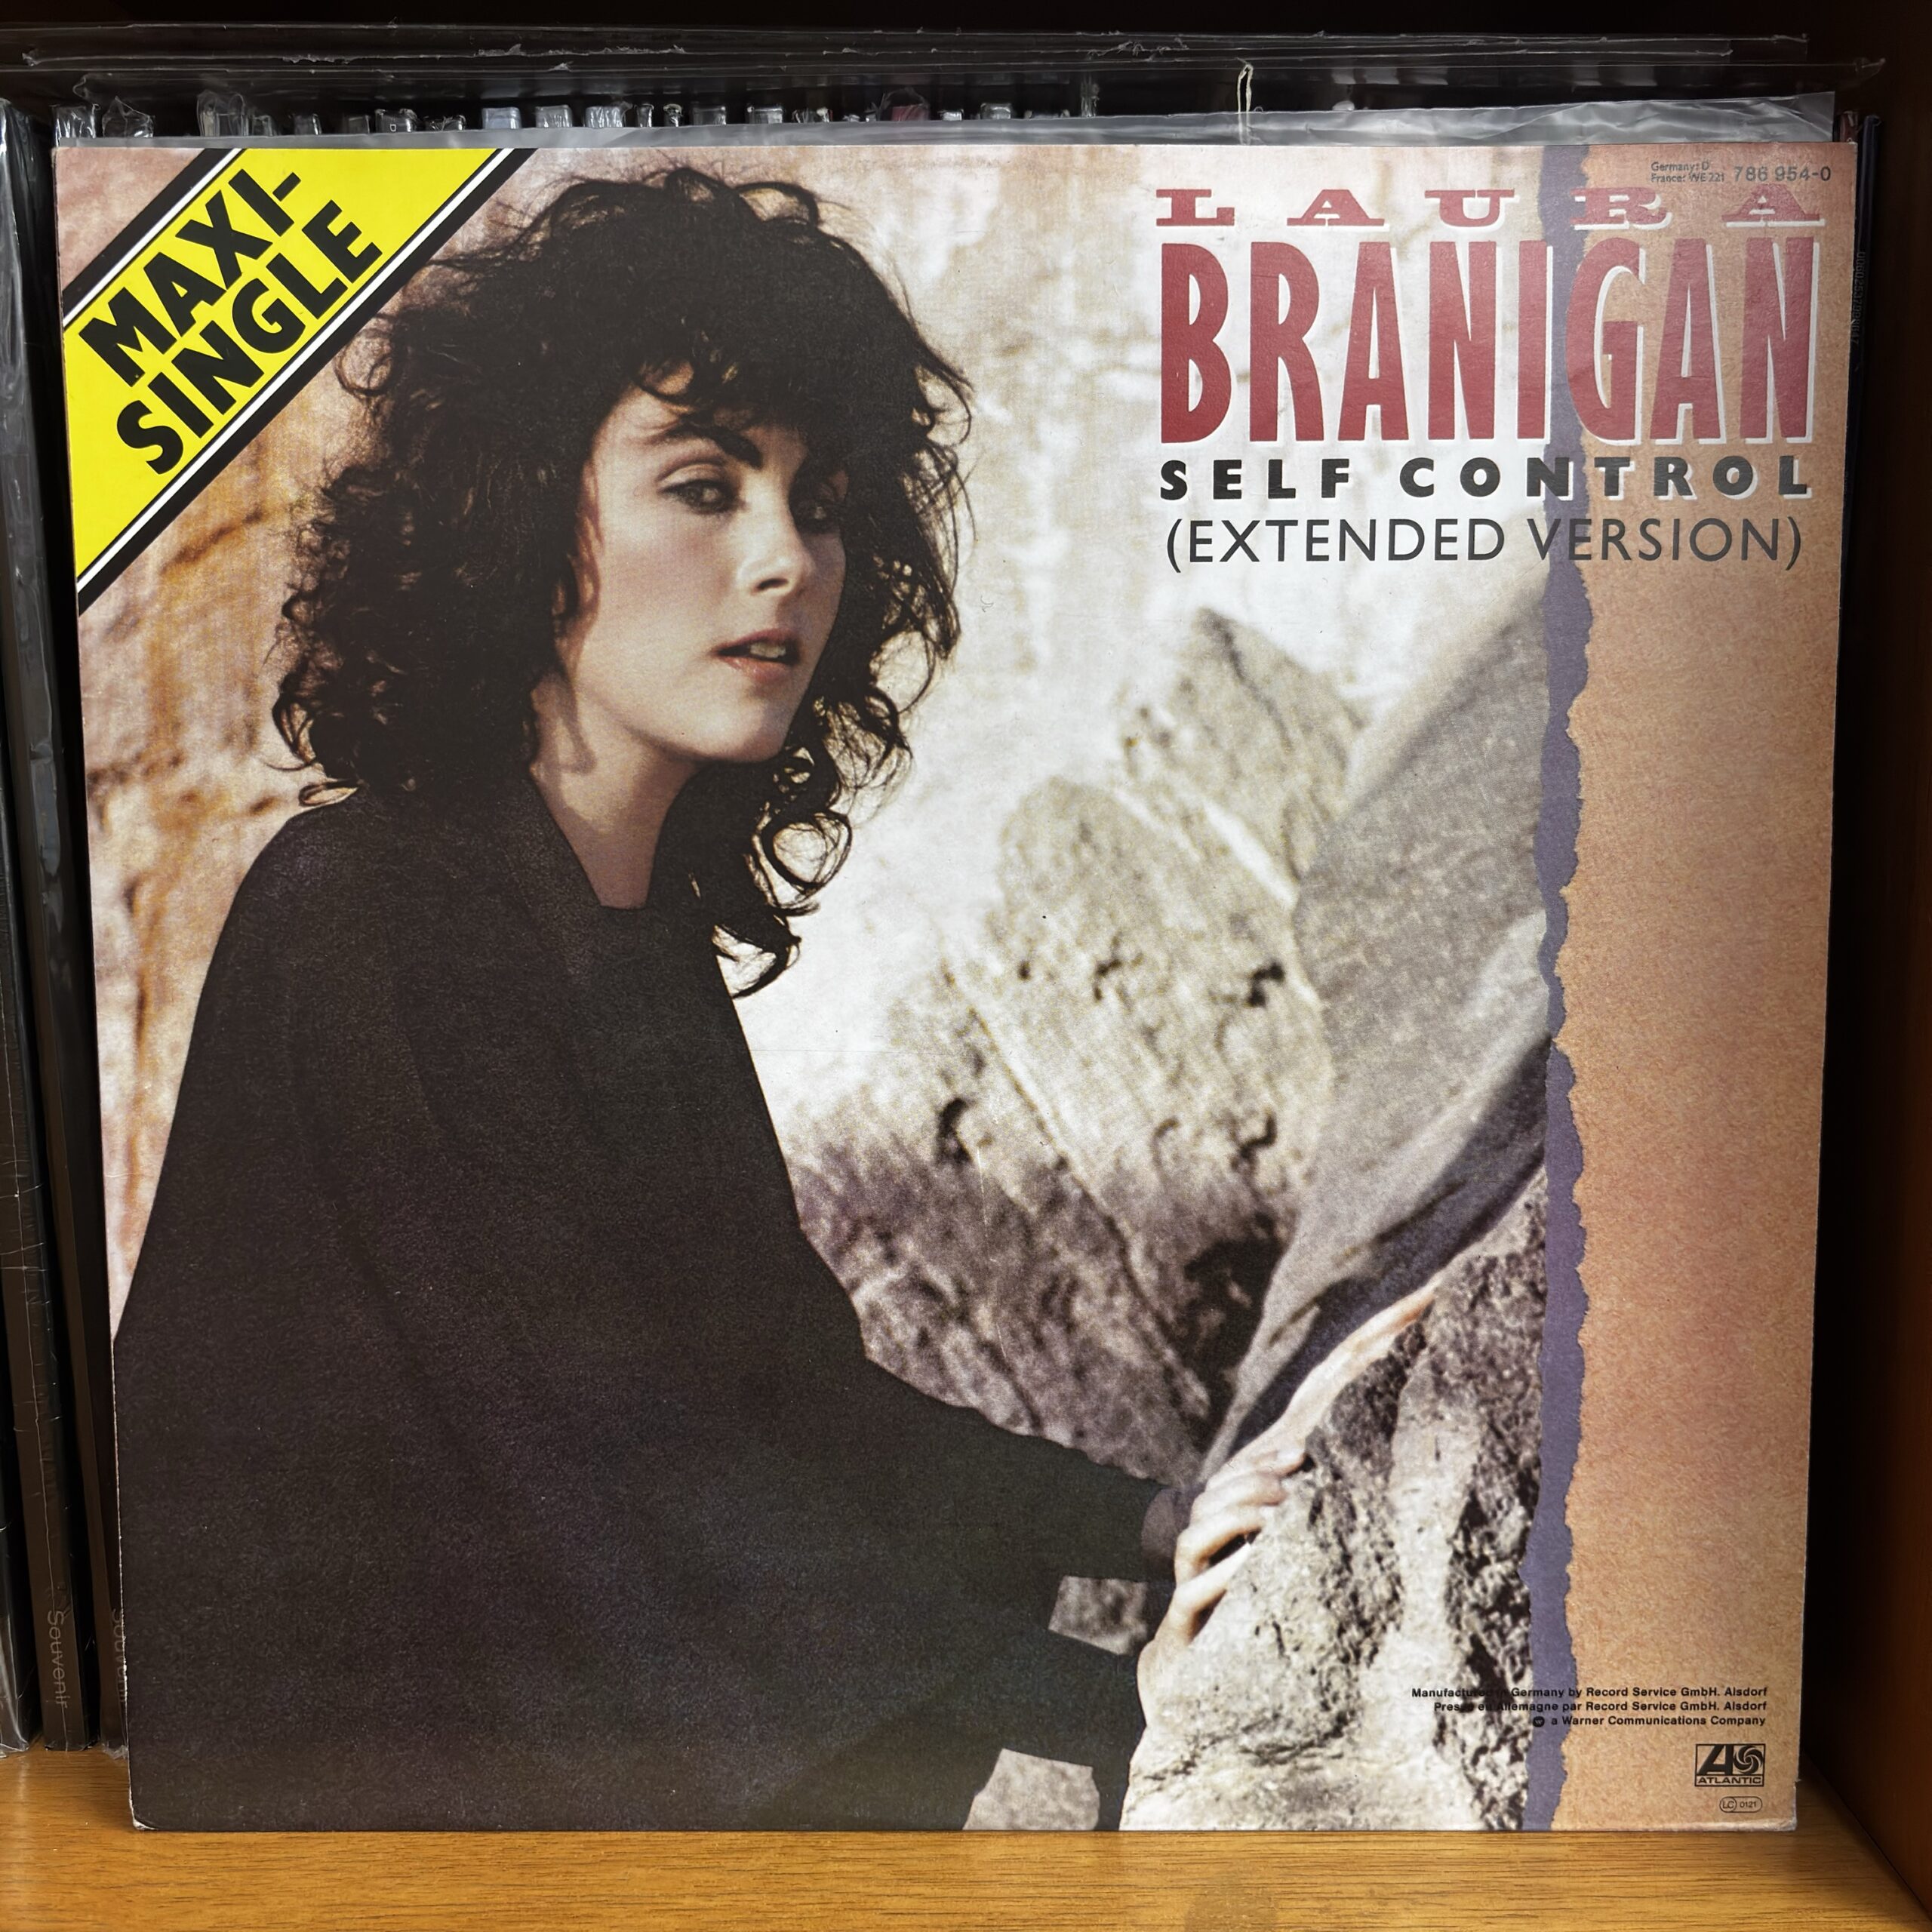 MAXI-
SINGLE
Germany: D
France: WE 221 786 954-0
LAURA
BRANIGAN
SELF CONTROL
(EXTENDED VERSION)
Manufactured in Germany by Record Service GmbH. Alsdorf
Pressé en Allemagne par Record Service GmbH. Alsdorf
a Warner Communications Company
ATLANTIC
LC 0121
Souvenir